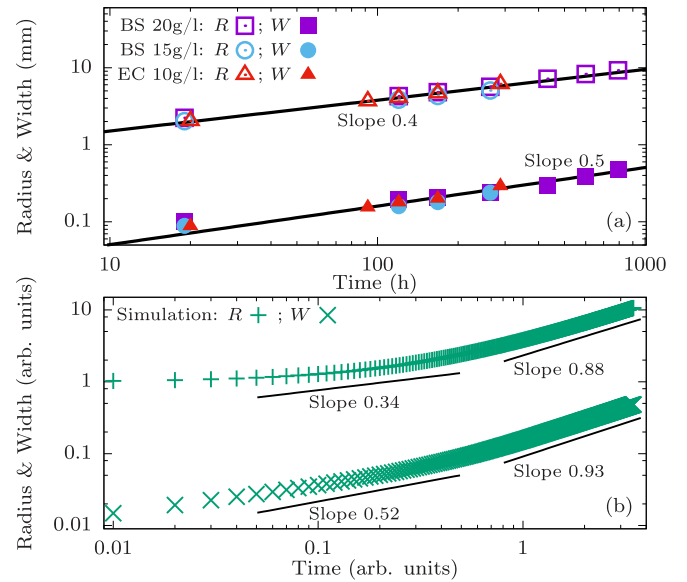 BS 20g/l: R ; W
BS 15g/l: R ; W
EC 10g/l: R ; W
Radius & Width (mm)
10
1
0.1
Slope 0.4
Slope 0.5
(a)
10
100
1000
Time (h)
Simulation: R ; W
Radius & Width (arb. units)
10
1
0.1
0.01
Slope 0.34
Slope 0.88
Slope 0.52
Slope 0.93
(b)
0.01
0.1
1
Time (arb. units)